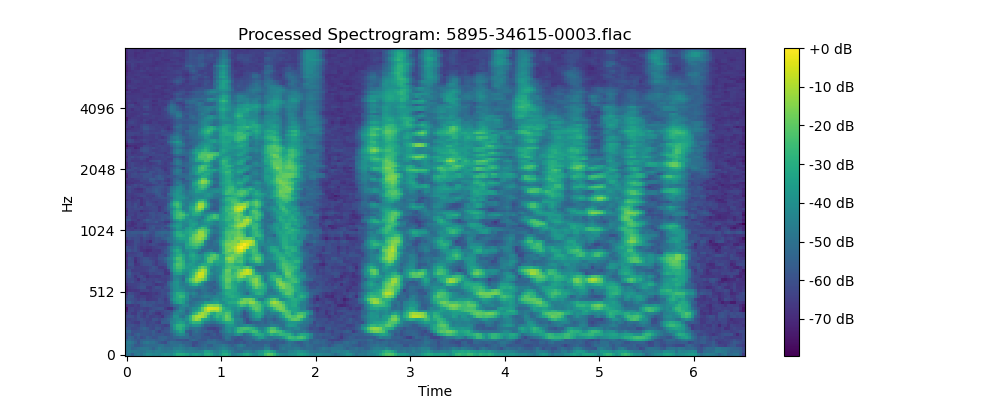 Processed Spectrogram: 5895-34615-0003.flac
Hz
4096
2048
1024
512
0
0 1 2 3 4 5 6
Time
+0 dB
-10 dB
-20 dB
-30 dB
-40 dB
-50 dB
-60 dB
-70 dB